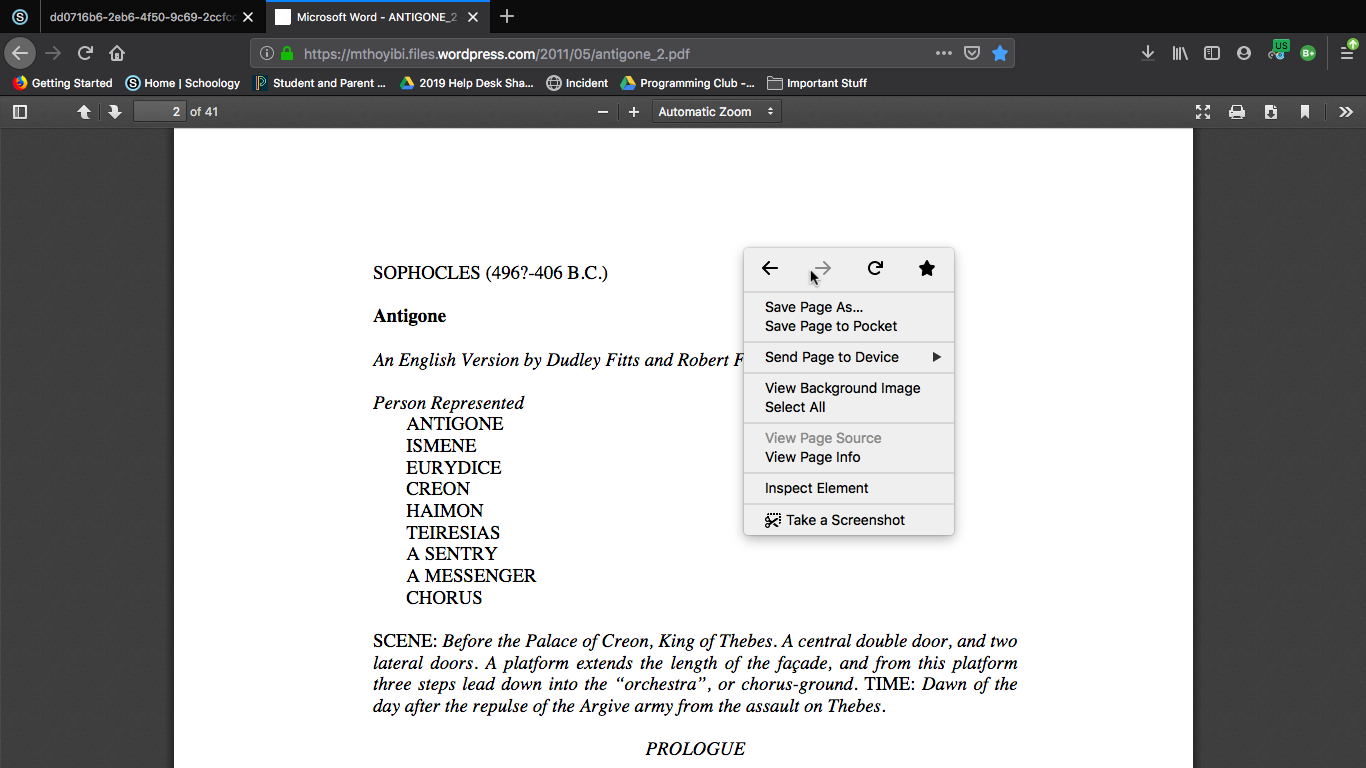 dd0716b6-2eb6-4f50-9c69-2ccfc
Microsoft Word - ANTIGONE_2
https://mthoyibi.files.wordpress.com/2011/05/antigone_2.pdf
US
B+
Getting Started
Home | Schoology
Student and Parent ...
2019 Help Desk Sha...
Incident
Programming Club -...
Important Stuff
2 of 41
Automatic Zoom
SOPHOCLES (496?-406 B.C.)
Antigone
An English Version by Dudley Fitts and Robert F
Person Represented
ANTIGONE
ISMENE
EURYDICE
CREON
HAIMON
TEIRESIAS
A SENTRY
A MESSENGER
CHORUS
SCENE: Before the Palace of Creon, King of Thebes. A central double door, and two
lateral doors. A platform extends the length of the façade, and from this platform
three steps lead down into the “orchestra”, or chorus-ground. TIME: Dawn of the
day after the repulse of the Argive army from the assault on Thebes.
PROLOGUE
Save Page As...
Save Page to Pocket
Send Page to Device
View Background Image
Select All
View Page Source
View Page Info
Inspect Element
Take a Screenshot